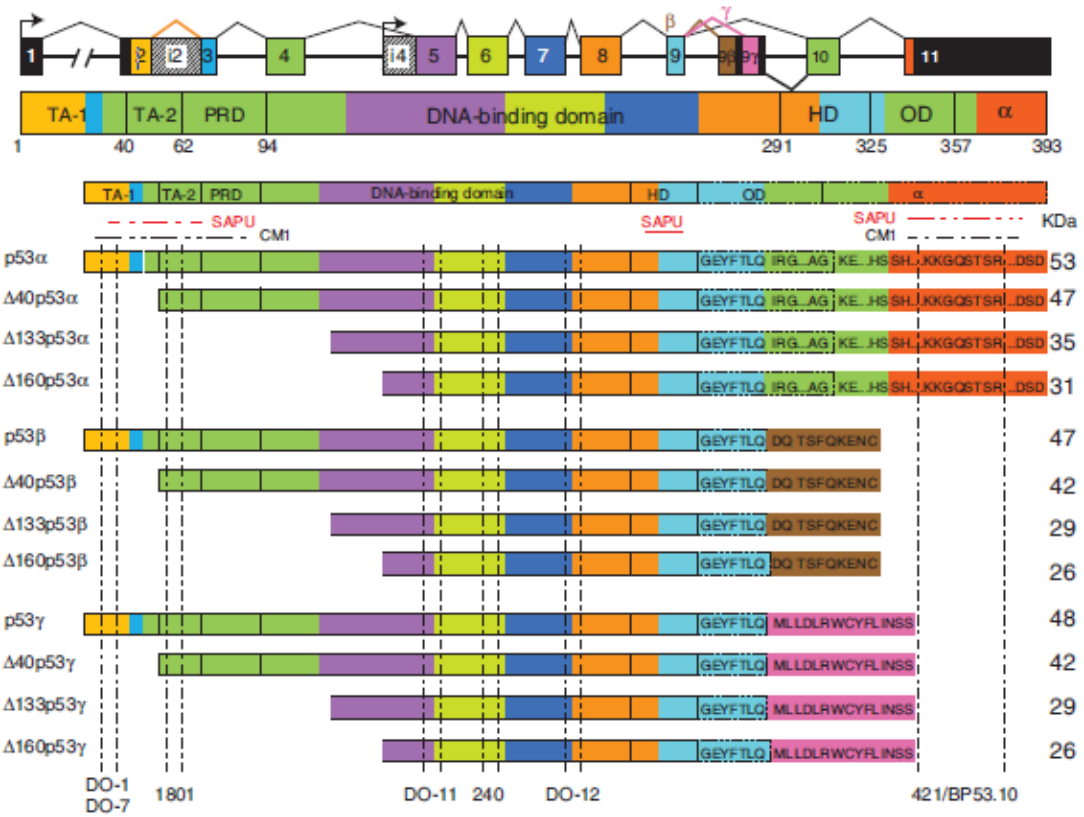 β γ
1 2 i2 3 4 i4 5 6 7 8 9 9β 9γ 10 11
TA-1 TA-2 PRD DNA-binding domain HD OD α
1 40 62 94 291 325 357 393
TA-1 TA-2 PRD DNA-binding domain HD OD α
SAPU SAPU SAPU KDa
CM1 CM1
p53α GEYFTLQ IRG...AG KE...HS SH...KKGQSTSR...DSD 53
Δ40p53α GEYFTLQ IRG...AG KE...HS SH...KKGQSTSR...DSD 47
Δ133p53α GEYFTLQ IRG...AG KE...HS SH...KKGQSTSR...DSD 35
Δ160p53α GEYFTLQ IRG...AG KE...HS SH...KKGQSTSR...DSD 31
p53β GEYFTLQ DQ TSFQKENC 47
Δ40p53β GEYFTLQ DQ TSFQKENC 42
Δ133p53β GEYFTLQ DQ TSFQKENC 29
Δ160p53β GEYFTLQ DQ TSFQKENC 26
p53γ GEYFTLQ MLLDLRWCYFLINSS 48
Δ40p53γ GEYFTLQ MLLDLRWCYFLINSS 42
Δ133p53γ GEYFTLQ MLLDLRWCYFLINSS 29
Δ160p53γ GEYFTLQ MLLDLRWCYFLINSS 26
DO-1 1801 DO-11 240 DO-12 421/BP53.10
DO-7